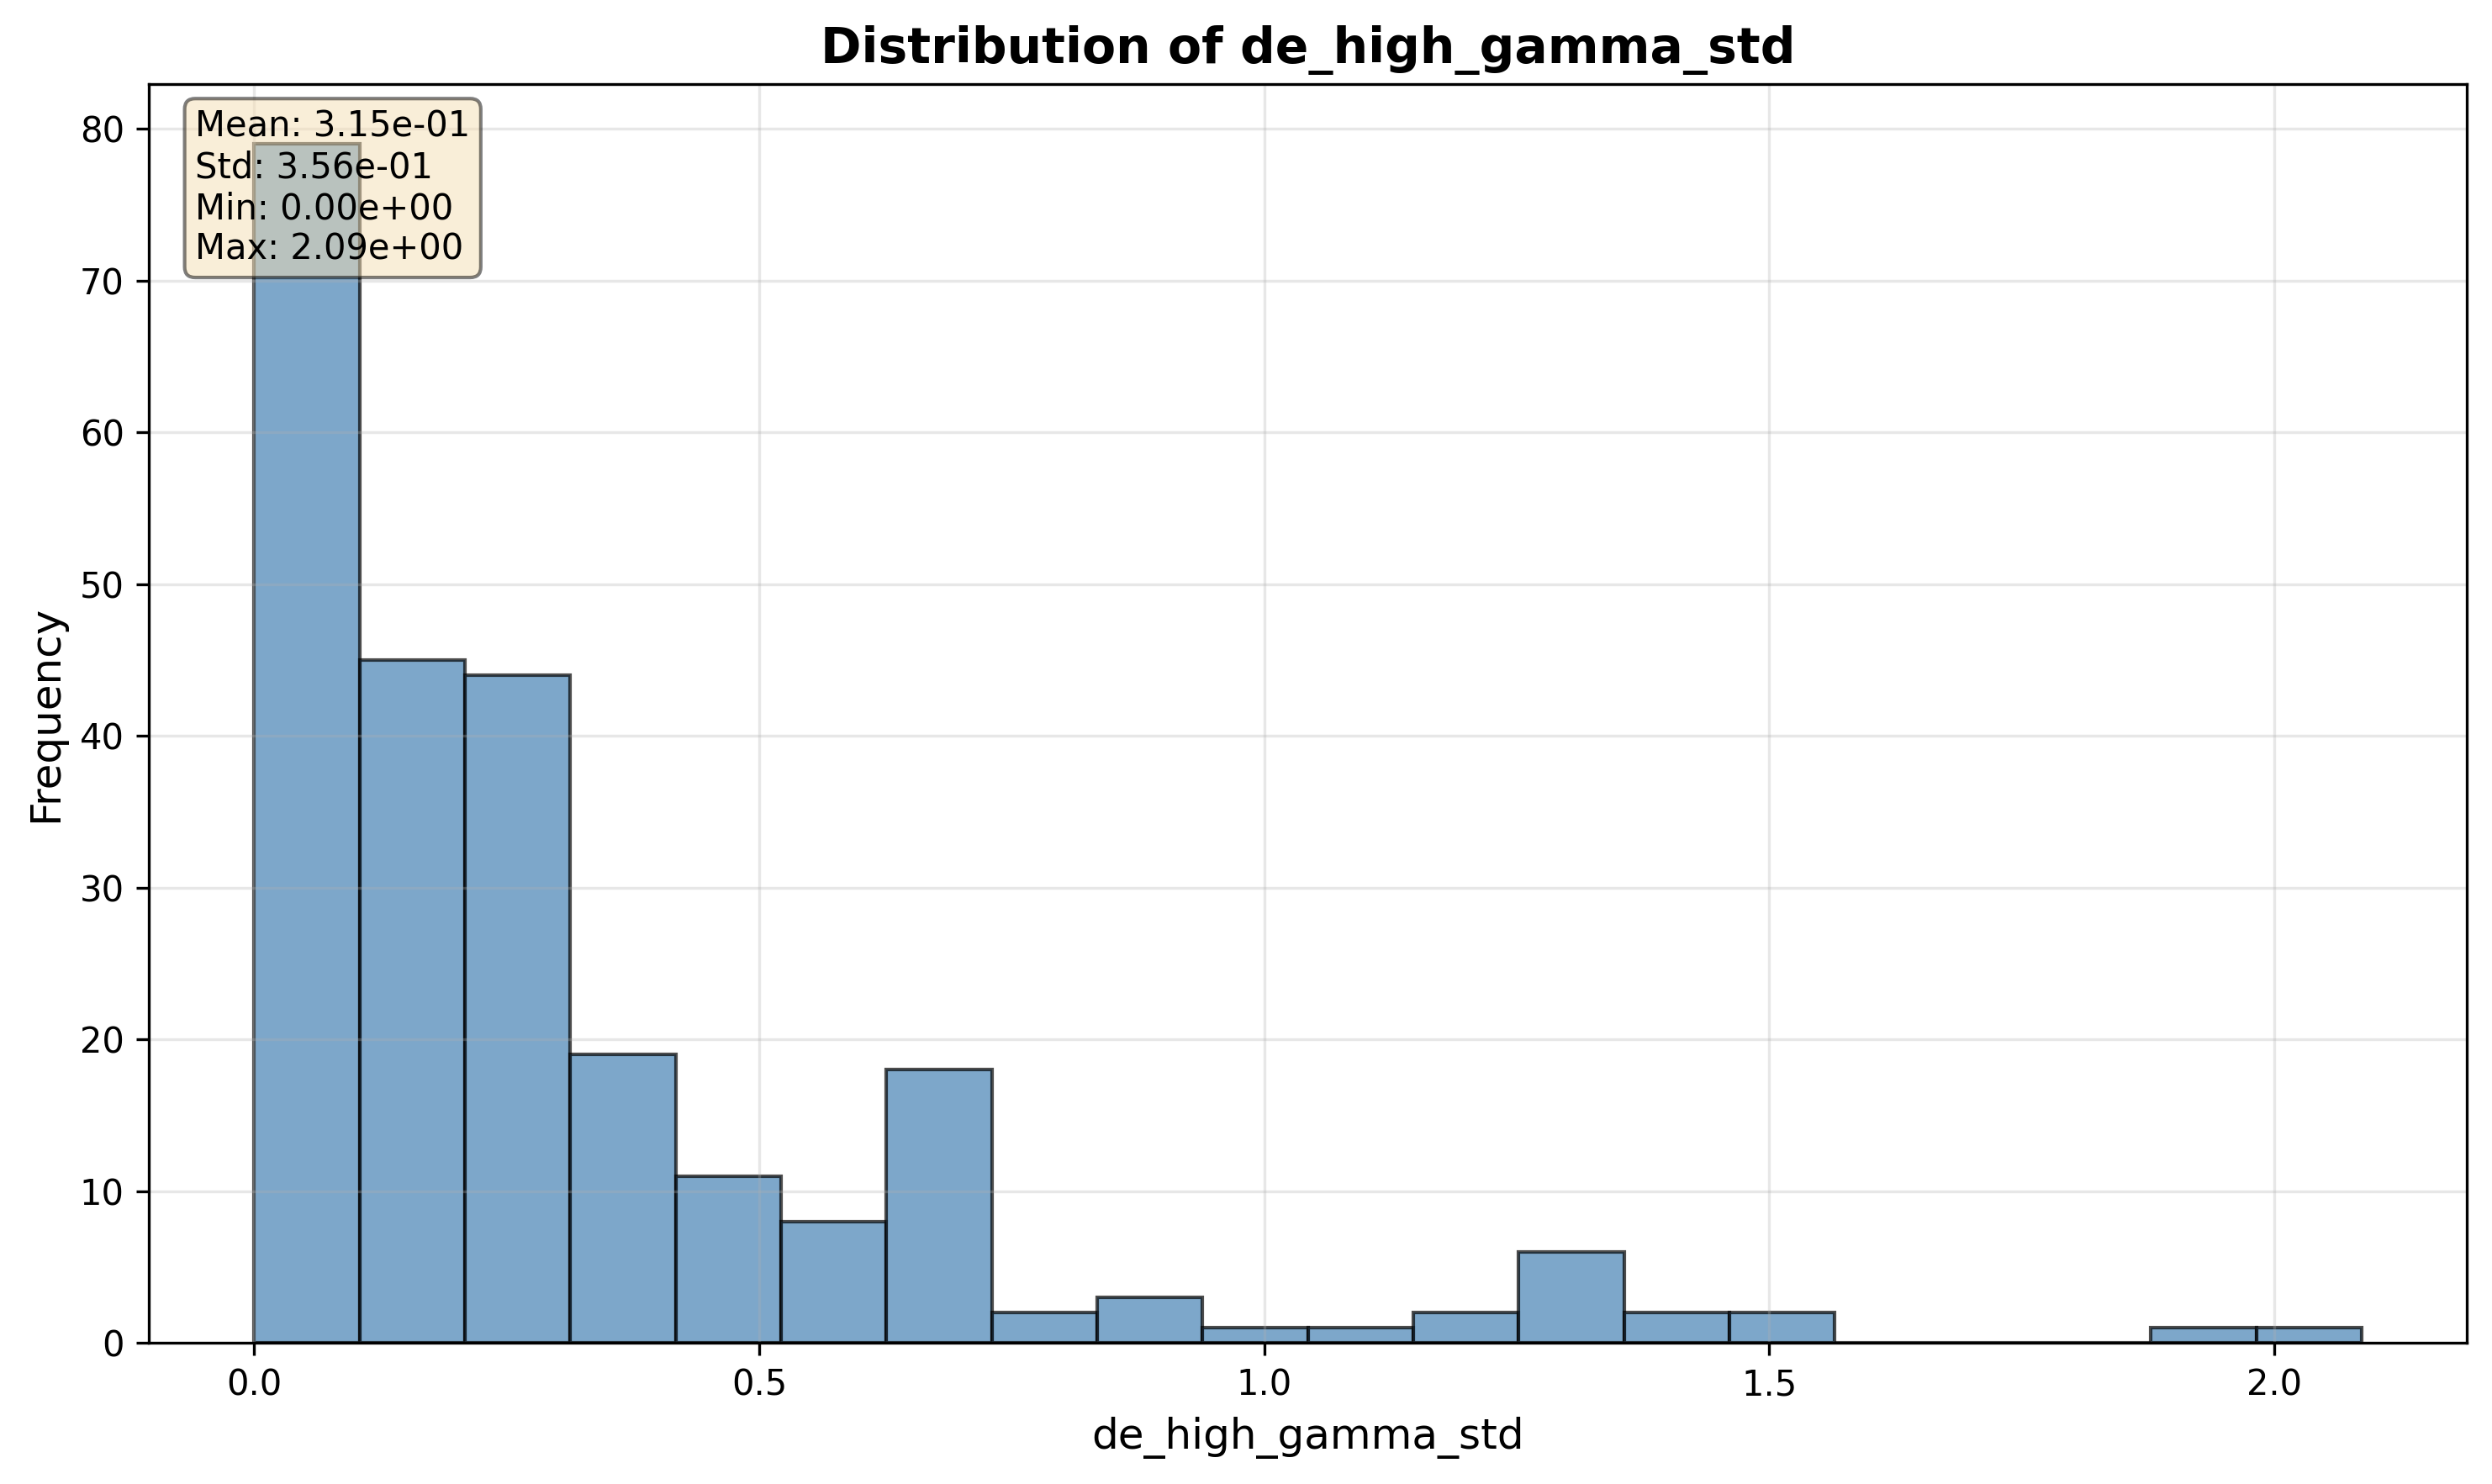 Distribution of de_high_gamma_std
Mean: 3.15e-01
Std: 3.56e-01
Min: 0.00e+00
Max: 2.09e+00
80
70
60
50
40
30
20
10
0
Frequency
0.0
0.5
1.0
1.5
2.0
de_high_gamma_std